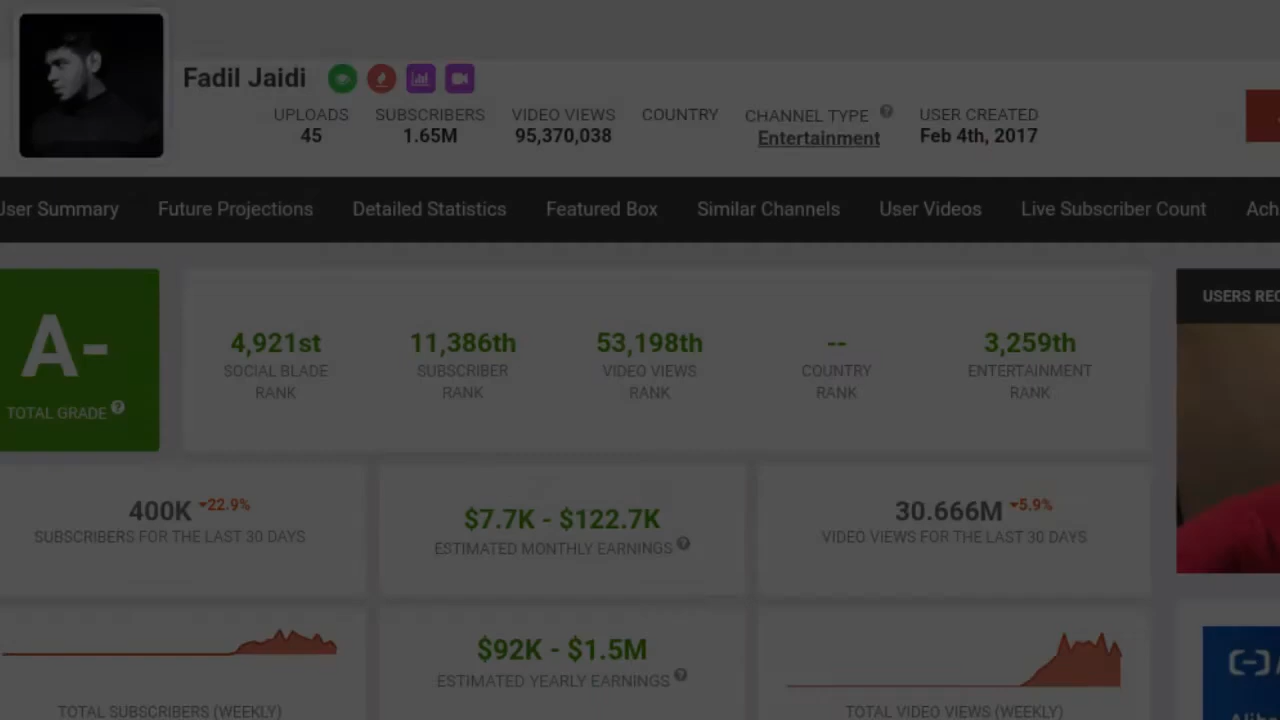 Fadil Jaidi
UPLOADS SUBSCRIBERS VIDEO VIEWS COUNTRY CHANNEL TYPE USER CREATED
45 1.65M 95,370,038 Entertainment Feb 4th, 2017
User Summary Future Projections Detailed Statistics Featured Box Similar Channels User Videos Live Subscriber Count Ach
A-
TOTAL GRADE
4,921st 11,386th 53,198th -- 3,259th
SOCIAL BLADE SUBSCRIBER VIDEO VIEWS COUNTRY ENTERTAINMENT
RANK RANK RANK RANK RANK
USERS REC
400K 22.9%
SUBSCRIBERS FOR THE LAST 30 DAYS
$7.7K - $122.7K
ESTIMATED MONTHLY EARNINGS
30.666M 5.9%
VIDEO VIEWS FOR THE LAST 30 DAYS
$92K - $1.5M
ESTIMATED YEARLY EARNINGS
TOTAL SUBSCRIBERS (WEEKLY)
TOTAL VIDEO VIEWS (WEEKLY)